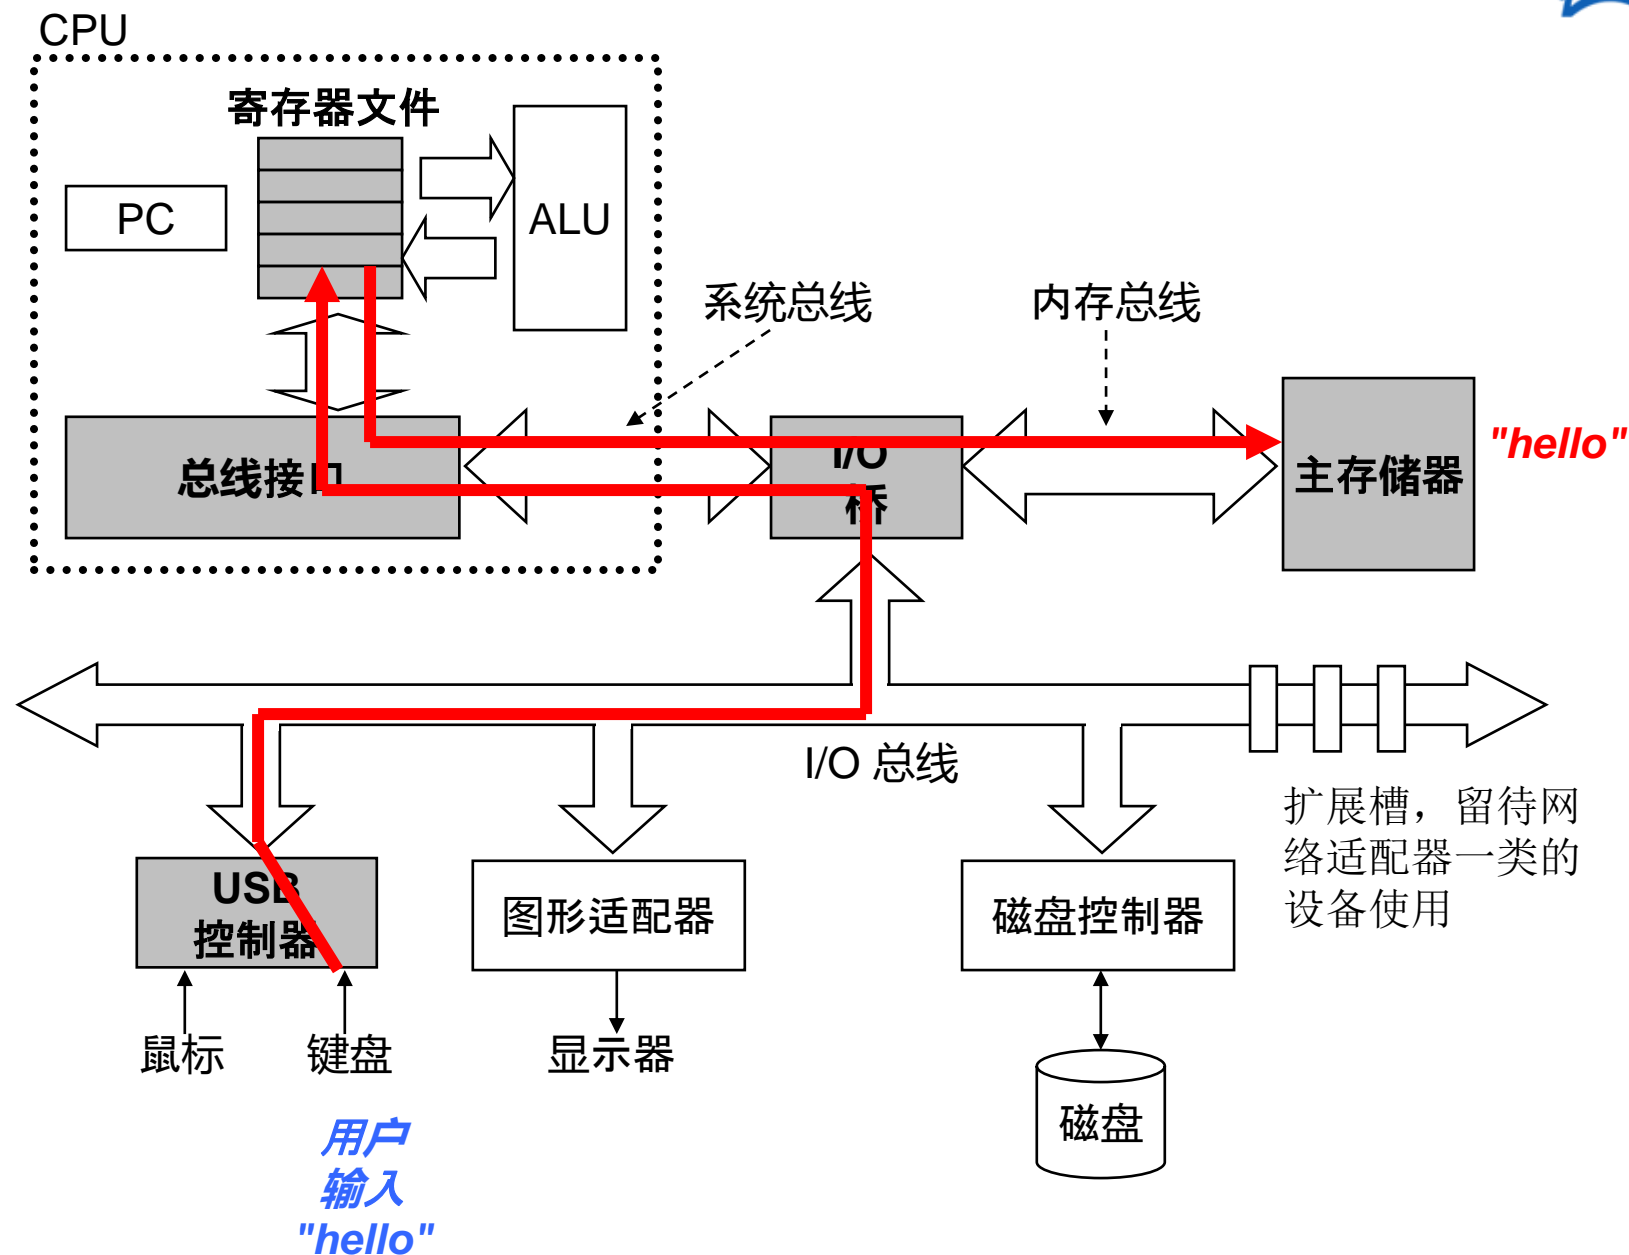 CPU
寄存器文件
PC
ALU
系统总线
内存总线
总线接口
I/O
桥
主存储器
"hello"
I/O 总线
扩展槽，留待网
络适配器一类的
设备使用
USB
控制器
图形适配器
磁盘控制器
鼠标
键盘
显示器
磁盘
用户
输入
"hello"